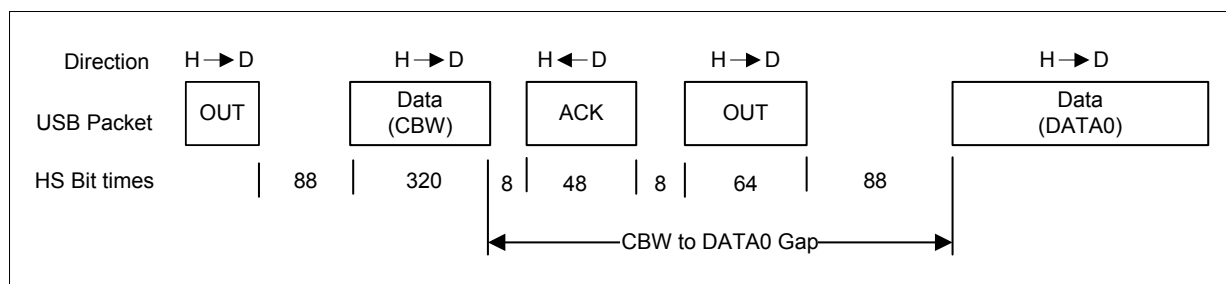 Direction H→D H→D H←D H→D H→D
USB Packet OUT Data (CBW) ACK OUT Data (DATA0)
HS Bit times 88 320 8 48 8 64 88
CBW to DATA0 Gap